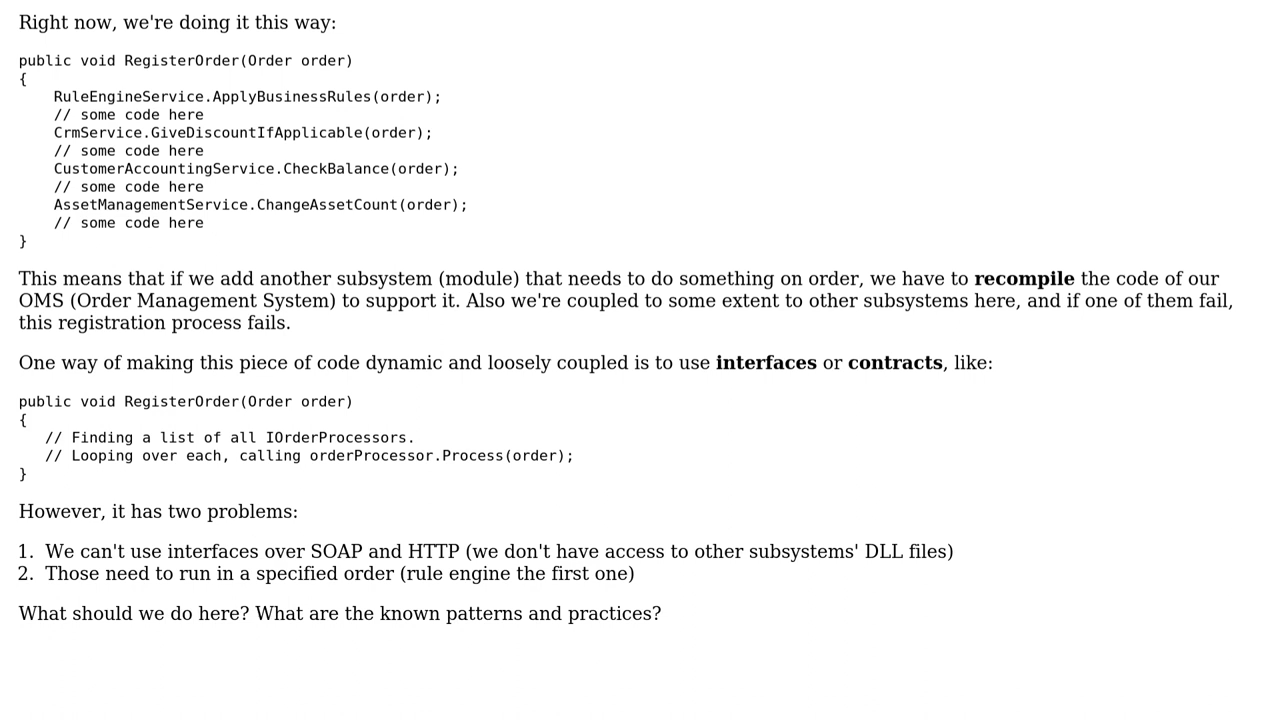 Right now, we're doing it this way:
public void RegisterOrder(Order order)
{
    RuleEngineService.ApplyBusinessRules(order);
    // some code here
    CrmService.GiveDiscountIfApplicable(order);
    // some code here
    CustomerAccountingService.CheckBalance(order);
    // some code here
    AssetManagementService.ChangeAssetCount(order);
    // some code here
}
This means that if we add another subsystem (module) that needs to do something on order, we have to recompile the code of our
OMS (Order Management System) to support it. Also we're coupled to some extent to other subsystems here, and if one of them fail,
this registration process fails.
One way of making this piece of code dynamic and loosely coupled is to use interfaces or contracts, like:
public void RegisterOrder(Order order)
{
   // Finding a list of all IOrderProcessors.
   // Looping over each, calling orderProcessor.Process(order);
}
However, it has two problems:
1. We can't use interfaces over SOAP and HTTP (we don't have access to other subsystems' DLL files)
2. Those need to run in a specified order (rule engine the first one)
What should we do here? What are the known patterns and practices?